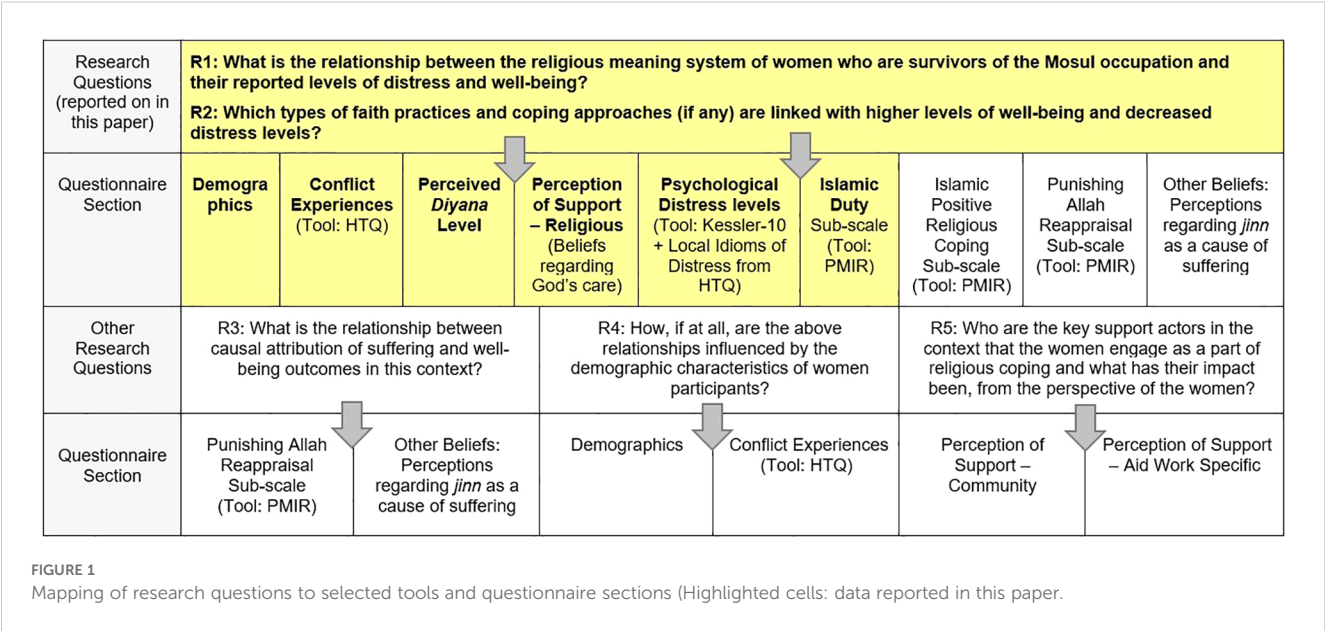 Research
Questions
(reported on in
this paper)
R1: What is the relationship between the religious meaning system of women who are survivors of the Mosul occupation and
their reported levels of distress and well-being?
R2: Which types of faith practices and coping approaches (if any) are linked with higher levels of well-being and decreased
distress levels?
Questionnaire
Section
Demogra
phics
Conflict
Experiences
(Tool: HTQ)
Perceived
Diyana
Level
Perception
of Support
– Religious
(Beliefs
regarding
God's care)
Psychological
Distress levels
(Tool: Kessler-10
+ Local Idioms of
Distress from
HTQ)
Islamic
Duty
Sub-scale
(Tool:
PMIR)
Islamic
Positive
Religious
Coping
Sub-scale
(Tool: PMIR)
Punishing
Allah
Reappraisal
Sub-scale
(Tool: PMIR)
Other Beliefs:
Perceptions
regarding jinn
as a cause of
suffering
Other
Research
Questions
R3: What is the relationship between
causal attribution of suffering and well-
being outcomes in this context?
R4: How, if at all, are the above
relationships influenced by the
demographic characteristics of women
participants?
R5: Who are the key support actors in the
context that the women engage as a part of
religious coping and what has their impact
been, from the perspective of the women?
Questionnaire
Section
Punishing Allah
Reappraisal
Sub-scale
(Tool: PMIR)
Other Beliefs:
Perceptions
regarding jinn as a
cause of suffering
Demographics
Conflict Experiences
(Tool: HTQ)
Perception of
Support –
Community
Perception of Support
– Aid Work Specific
FIGURE 1
Mapping of research questions to selected tools and questionnaire sections (Highlighted cells: data reported in this paper.